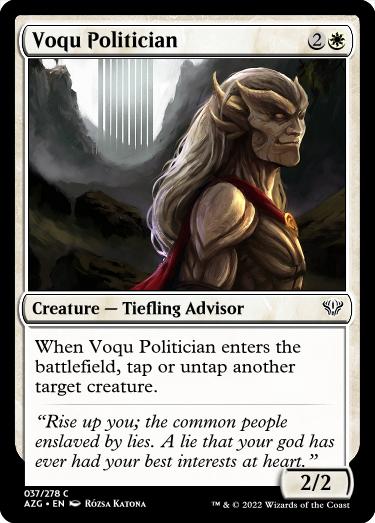 Voqu Politician 2
Creature — Tiefling Advisor
When Voqu Politician enters the
battlefield, tap or untap another
target creature.
“Rise up you; the common people
enslaved by lies. A lie that your god has
ever had your best interests at heart.”
2/2
037/278 C
AZG • EN Rózsa Katona
™ & © 2022 Wizards of the Coast